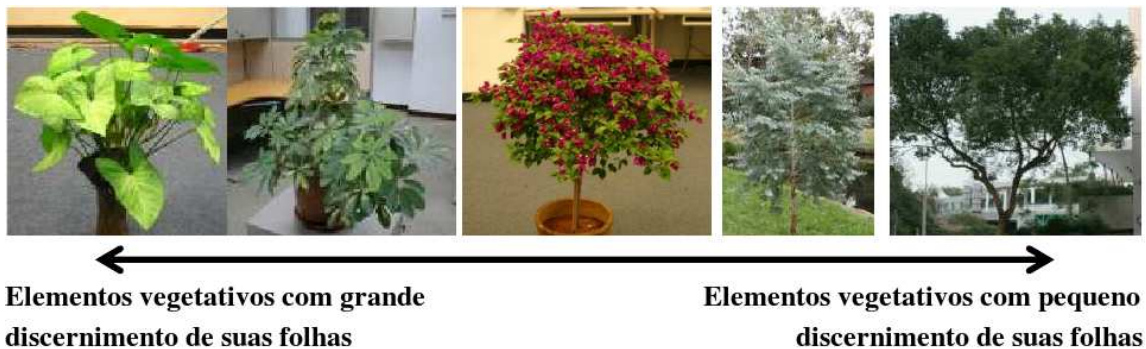 Elementos vegetativos com grande
discernimento de suas folhas
Elementos vegetativos com pequeno
discernimento de suas folhas